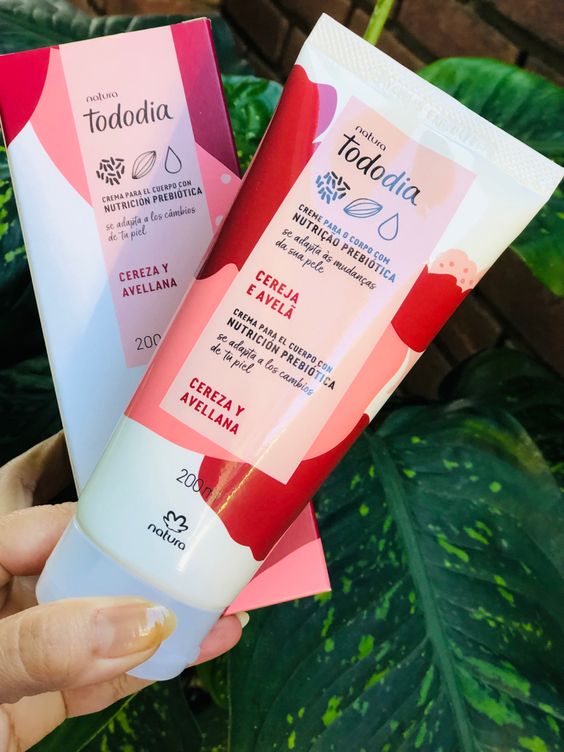 natura
tododia
CREMA PARA EL CUERPO CON
NUTRICIÓN PREBIÓTICA
se adapta a los cambios
de tu piel
CEREZA Y
AVELLANA
200
natura
tododia
CREME PARA O CORPO COM
NUTRIÇÃO PREBIÓTICA
se adapta às mudanças
da sua pele
CEREJA
E AVELÃ
CREMA PARA EL CUERPO CON
NUTRICIÓN PREBIÓTICA
se adapta a los cambios
de tu piel
CEREZA Y
AVELLANA
200m
natura